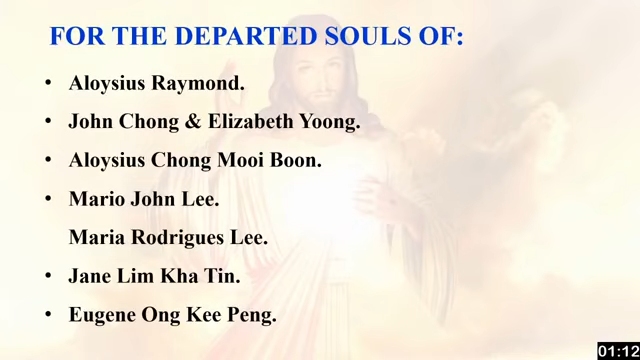 FOR THE DEPARTED SOULS OF:
• Aloysius Raymond.
• John Chong & Elizabeth Yoong.
• Aloysius Chong Mooi Boon.
• Mario John Lee.
Maria Rodrigues Lee.
• Jane Lim Kha Tin.
• Eugene Ong Kee Peng.
01:12